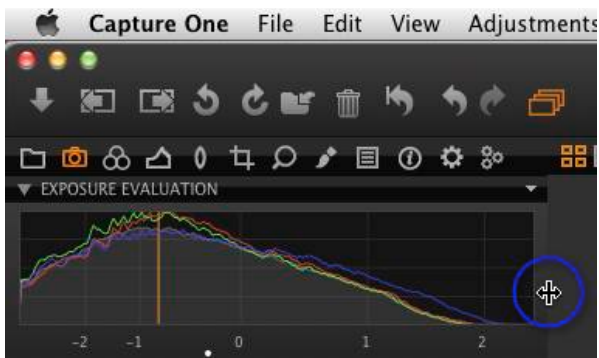 Capture One File Edit View Adjustments
EXPOSURE EVALUATION
-2 -1 0 1 2